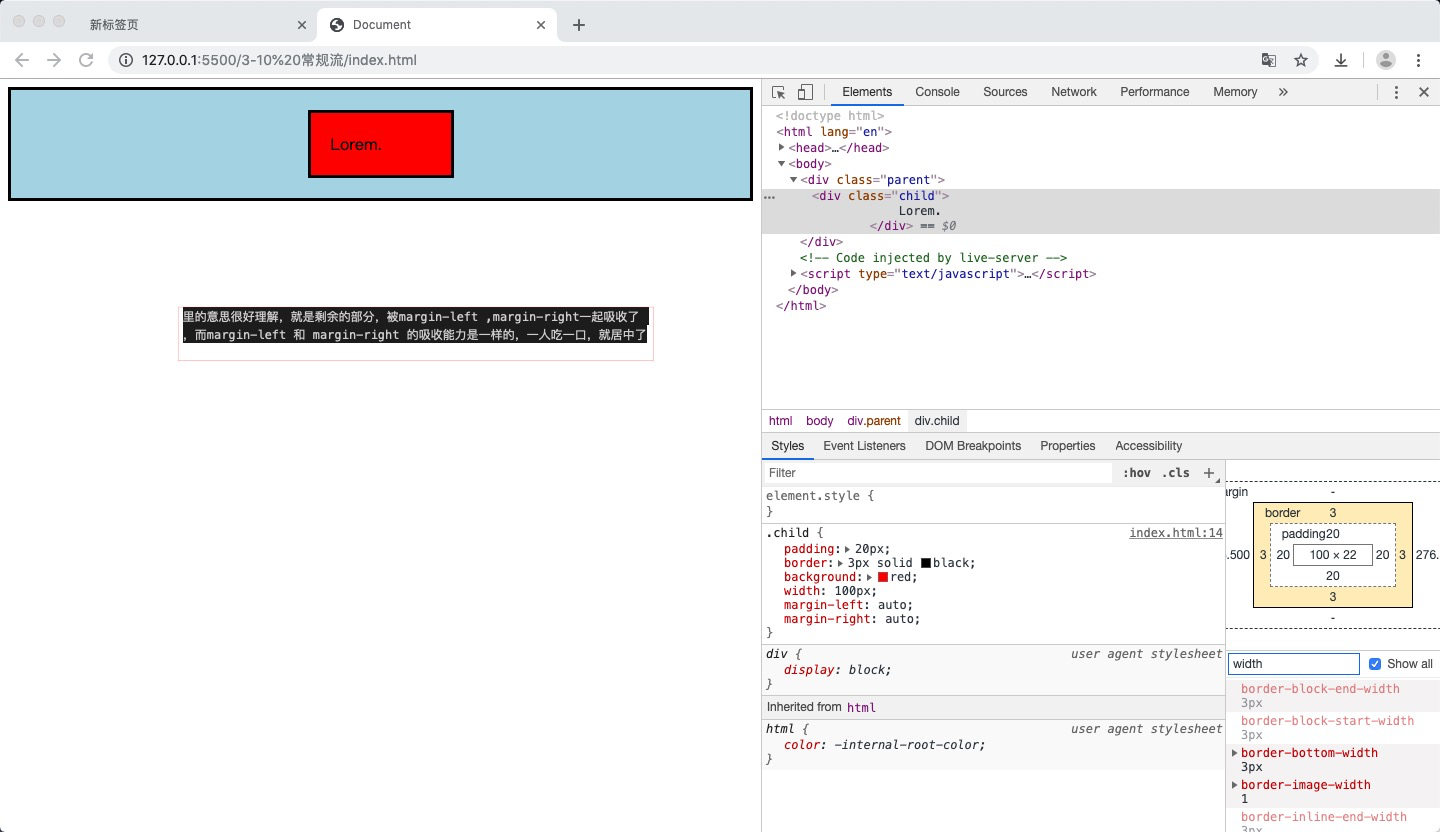 新标签页
Document
127.0.0.1:5500/3-10%20常规流/index.html
Lorem.
里的意思很好理解，就是剩余的部分，被margin-left ,margin-right一起吸收了
，而margin-left 和 margin-right 的吸收能力是一样的，一人吃一口，就居中了
Elements Console Sources Network Performance Memory »
<!doctype html>
<html lang="en">
<head>…</head>
<body>
<div class="parent">
<div class="child">
Lorem.
</div> == $0
</div>
<!-- Code injected by live-server -->
<script type="text/javascript">…</script>
</body>
</html>
html body div.parent div.child
Styles Event Listeners DOM Breakpoints Properties Accessibility
Filter :hov .cls +
element.style {
}
.child { index.html:14
padding: 20px;
border: 3px solid black;
background: red;
width: 100px;
margin-left: auto;
margin-right: auto;
}
div { user agent stylesheet
display: block;
}
Inherited from html
html { user agent stylesheet
color: -internal-root-color;
}
rgin -
border 3
padding20
.500 3 20 100 × 22 20 3 276.
20
3
-
width Show all
border-block-end-width
3px
border-block-start-width
3px
border-bottom-width
3px
border-image-width
1
border-inline-end-width
3px